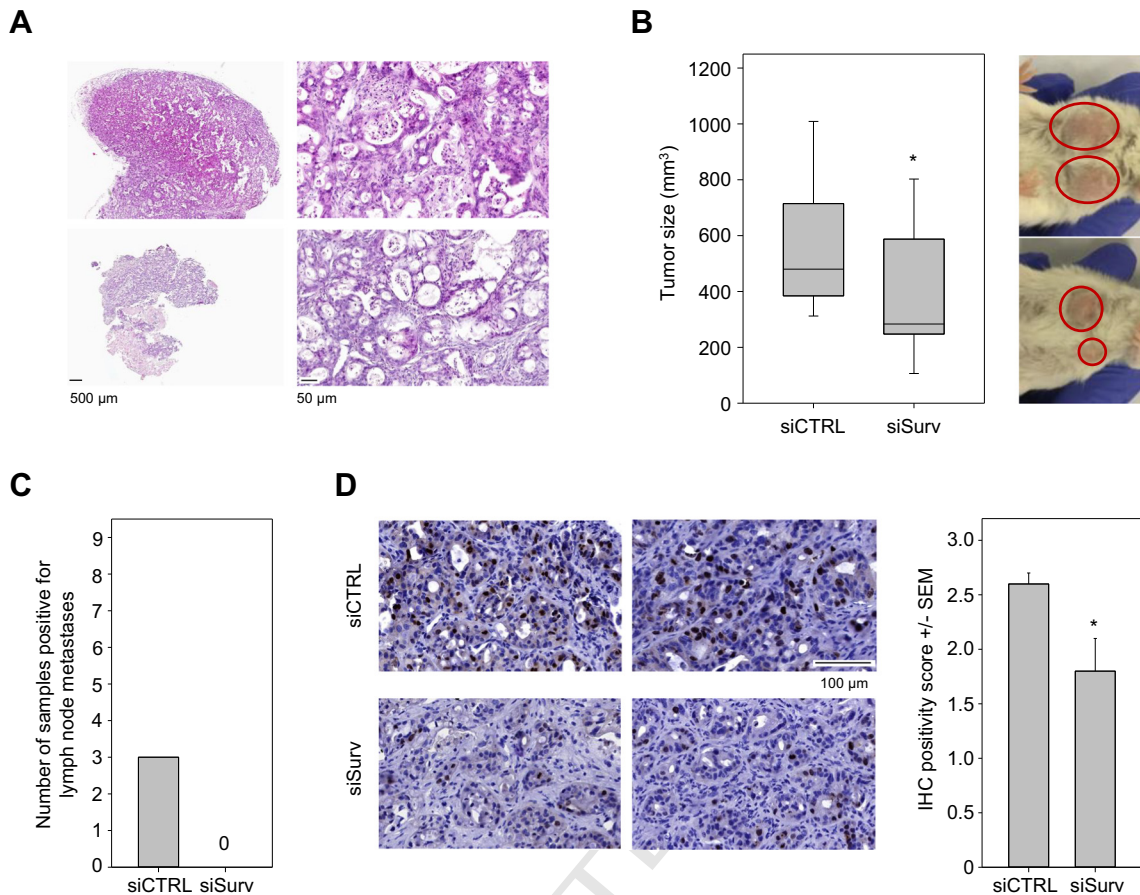 A
500 µm
50 µm
B
Tumor size (mm³)
1200
1000
800
600
400
200
0
*
siCTRL
siSurv
C
Number of samples positive for
lymph node metastases
9
8
7
6
5
4
3
2
1
0
0
siCTRL
siSurv
D
siCTRL
siSurv
100 µm
IHC positivity score +/- SEM
3.0
2.5
2.0
1.5
1.0
0.5
0
*
siCTRL
siSurv